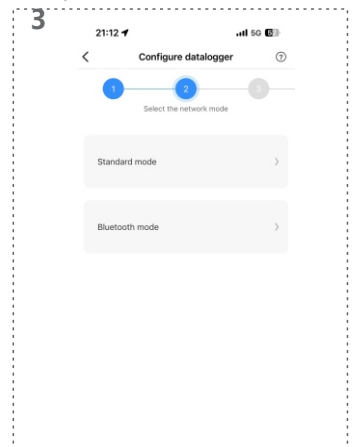 3
21:12 5G
Configure datalogger
1 2 3
Select the network mode
Standard mode
Bluetooth mode